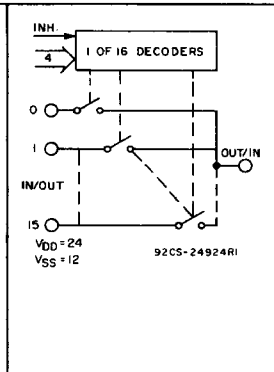 INH.
1 OF 16 DECODERS
4
0
1
OUT/IN
IN/OUT
15
VDD=24
VSS=12
92CS-24924R1